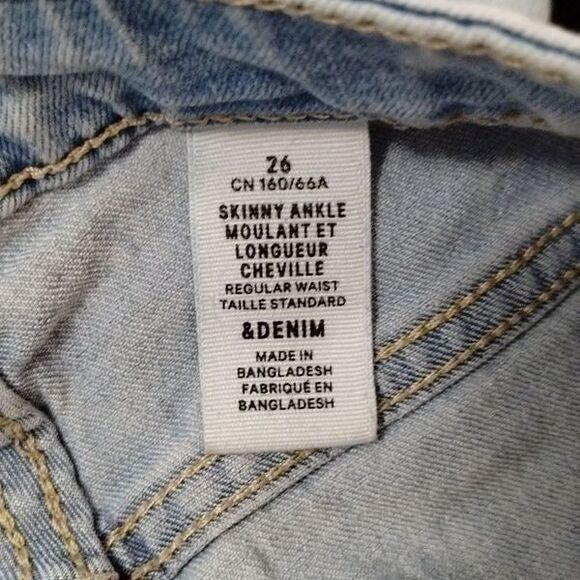 26
CN 160/66A
SKINNY ANKLE
MOULANT ET
LONGUEUR
CHEVILLE
REGULAR WAIST
TAILLE STANDARD
&DENIM
MADE IN
BANGLADESH
FABRIQUÉ EN
BANGLADESH